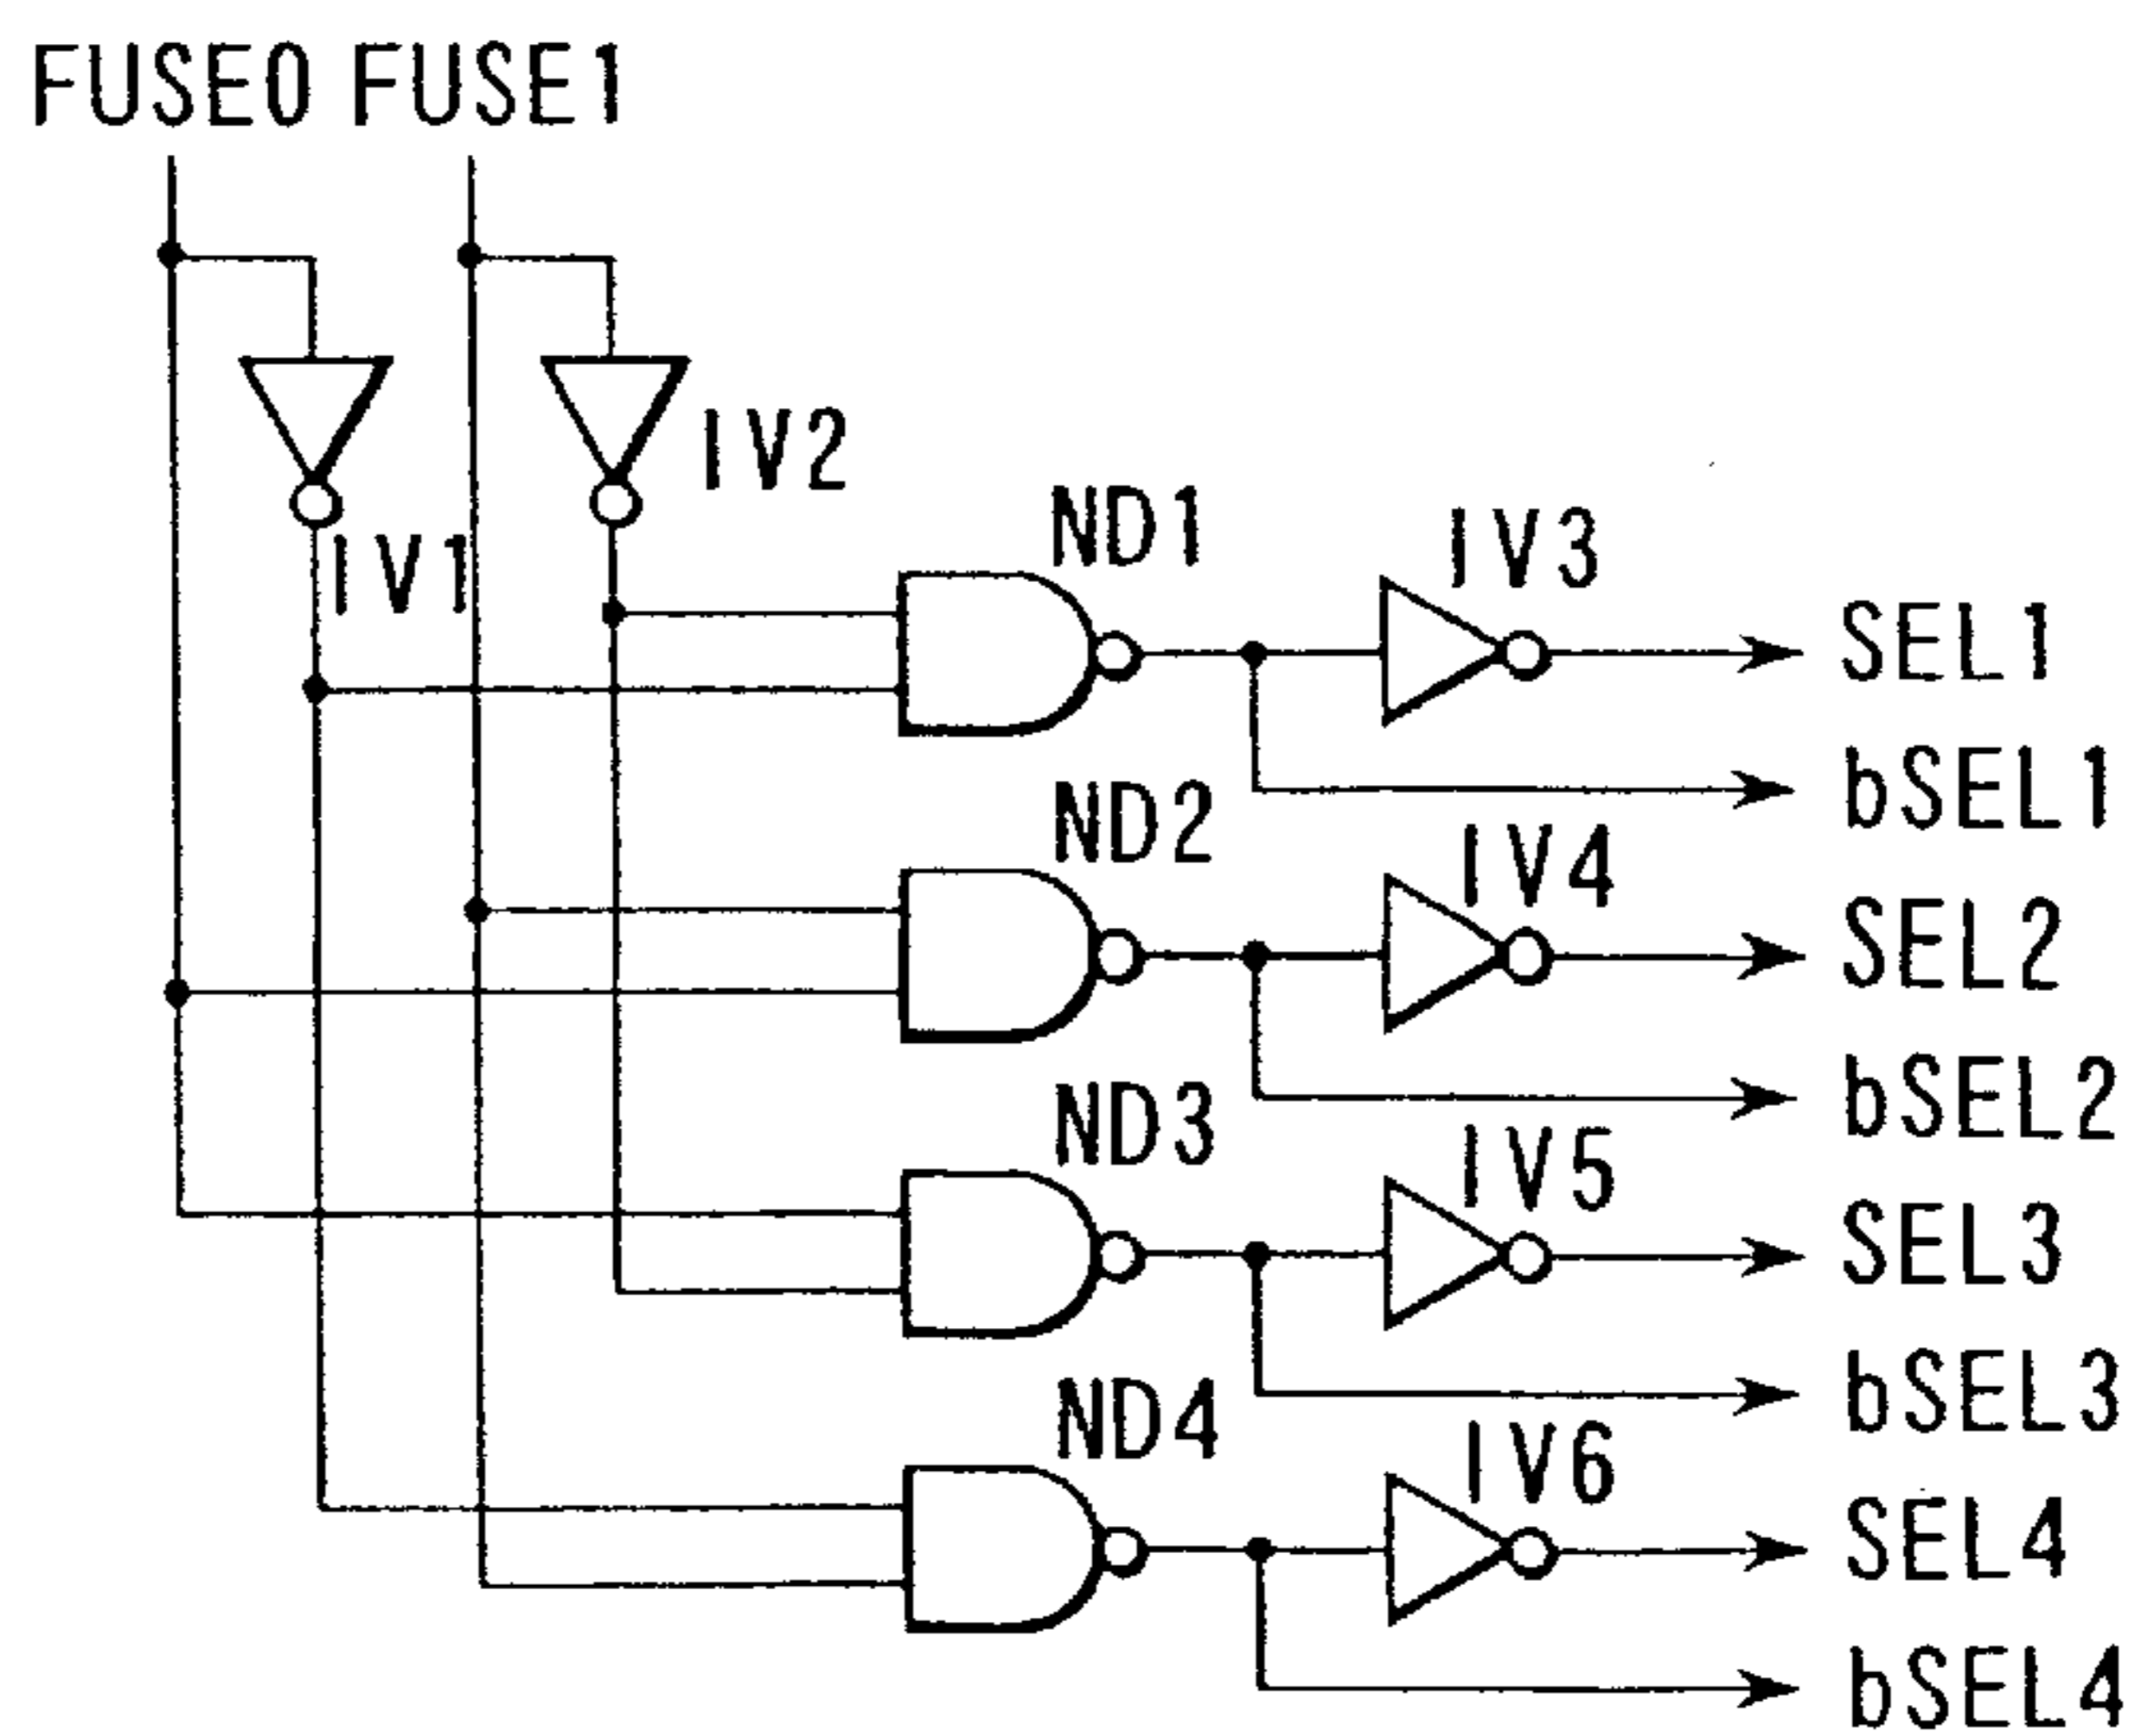 FUSE0 FUSE1
IV2
IV1
ND1
IV3
SEL1
bSEL1
ND2
IV4
SEL2
bSEL2
ND3
IV5
SEL3
bSEL3
ND4
IV6
SEL4
bSEL4